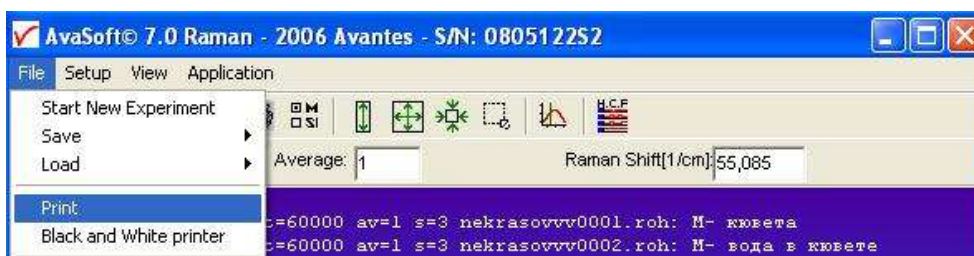 AvaSoft© 7.0 Raman - 2006 Avantes - S/N: 0805122S2
File Setup View Application
Start New Experiment
Save
Load
Average: 1 Raman Shift[1/cm]: 55,085
Print
Black and White printer
=60000 av=1 s=3 nekrasovvv0001.roh: М- кювета
=60000 av=1 s=3 nekrasovvv0002.roh: М- вода в кювете